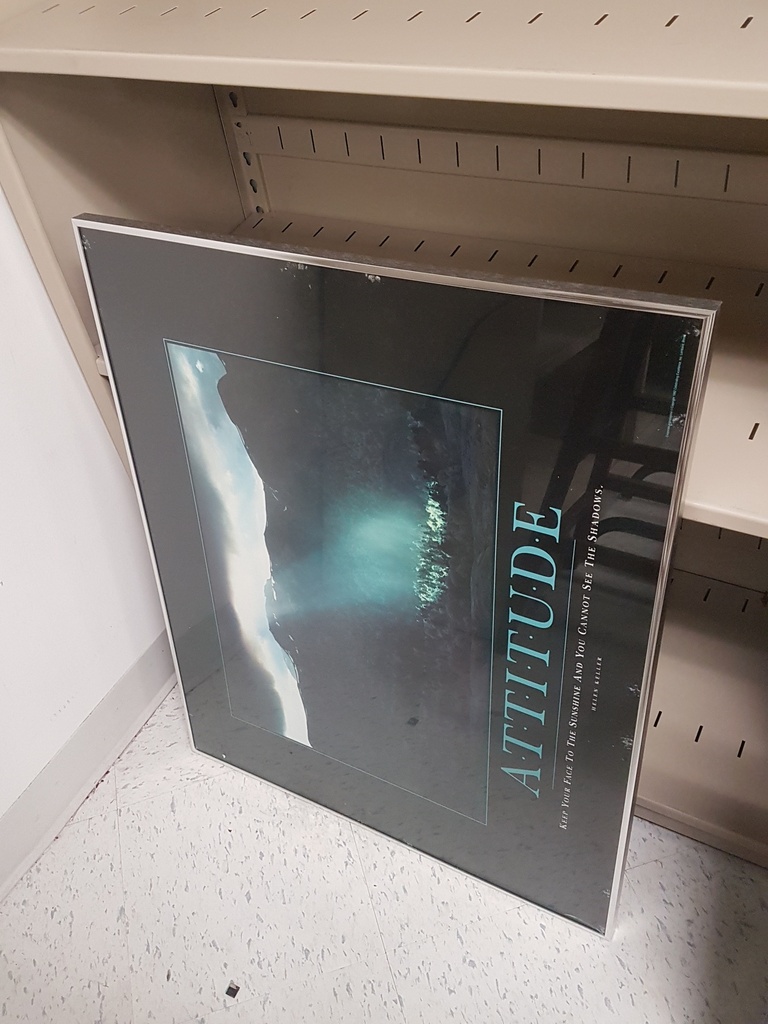 ATTITUDE
KEEP YOUR FACE TO THE SUNSHINE AND YOU CANNOT SEE THE SHADOWS.
HELEN KELLER